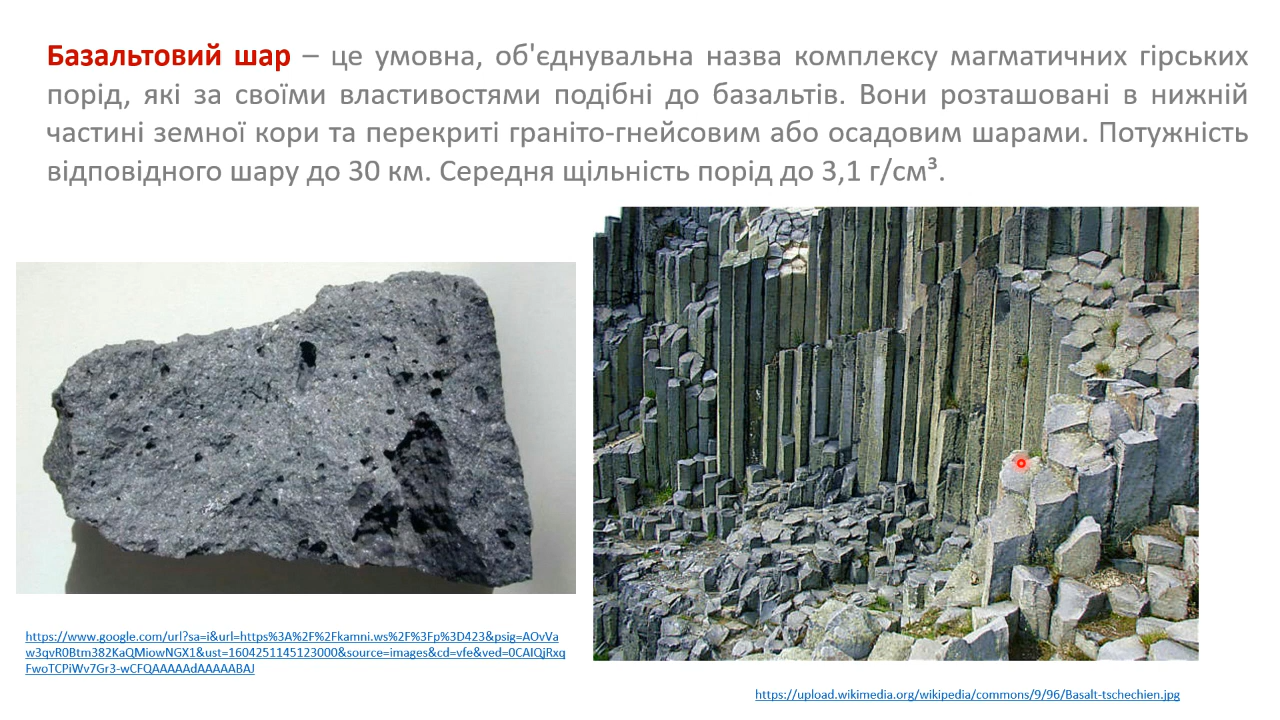 Базальтовий шар – це умовна, об'єднувальна назва комплексу магматичних гірських
порід, які за своїми властивостями подібні до базальтів. Вони розташовані в нижній
частині земної кори та перекриті граніто-гнейсовим або осадовим шарами. Потужність
відповідного шару до 30 км. Середня щільність порід до 3,1 г/см³.
https://www.google.com/url?sa=i&url=https%3A%2F%2Fkamni.ws%2F%3Fp%3D423&psig=AOvVa
w3qvR0Btm382KaQMiowNGX1&ust=1604251145123000&source=images&cd=vfe&ved=0CAIQjRxq
FwoTCPiWv7Gr3-wCFQAAAAAdAAAAABAJ
https://upload.wikimedia.org/wikipedia/commons/9/96/Basalt-tschechien.jpg